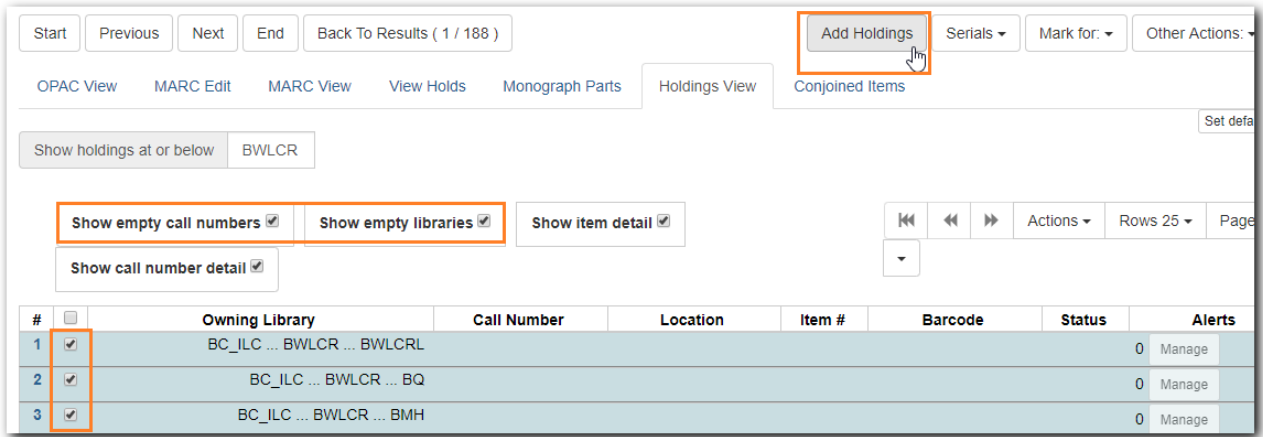 Start Previous Next End Back To Results ( 1 / 188 ) Add Holdings Serials Mark for: Other Actions:
OPAC View MARC Edit MARC View View Holds Monograph Parts Holdings View Conjoined Items
Set defa
Show holdings at or below BWLCR
Show empty call numbers Show empty libraries Show item detail Actions Rows 25 Page
Show call number detail
# Owning Library Call Number Location Item # Barcode Status Alerts
1 BC_ILC ... BWLCR ... BWLCRL 0 Manage
2 BC_ILC ... BWLCR ... BQ 0 Manage
3 BC_ILC ... BWLCR ... BMH 0 Manage